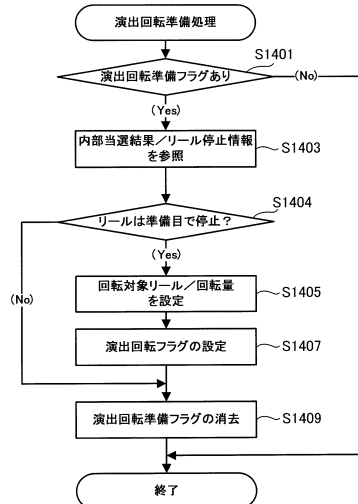 演出回転準備処理
S1401
演出回転準備フラグあり
(No)
(Yes)
内部当選結果/リール停止情報
を参照
S1403
S1404
リールは準備目で停止?
(Yes)
(No)
回転対象リール/回転量
を設定
S1405
演出回転フラグの設定
S1407
演出回転準備フラグの消去
S1409
終了